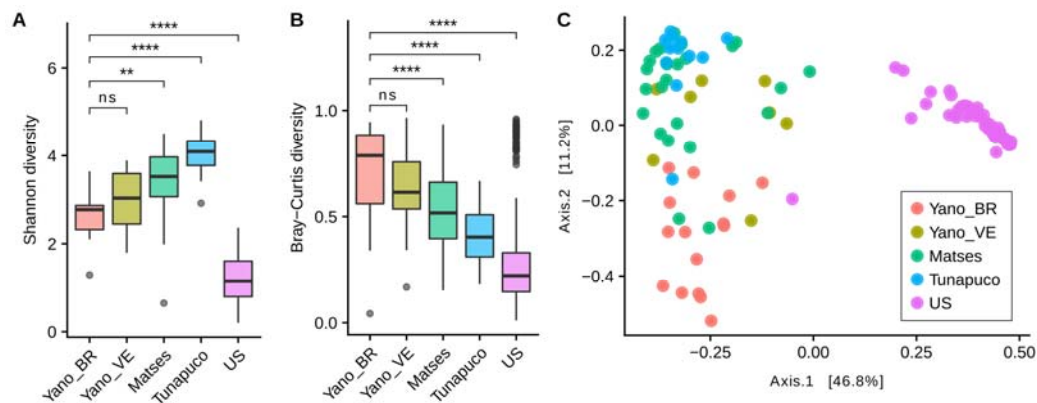 A
****
****
**
ns
6
4
2
0
Shannon diversity
Yano_BR
Yano_VE
Matses
Tunapuco
US
B
****
****
****
ns
1.0
0.5
0.0
Bray−Curtis diversity
Yano_BR
Yano_VE
Matses
Tunapuco
US
C
0.2
0.0
−0.2
−0.4
Axis.2 [11.2%]
Yano_BR
Yano_VE
Matses
Tunapuco
US
−0.25
0.00
0.25
0.50
Axis.1 [46.8%]